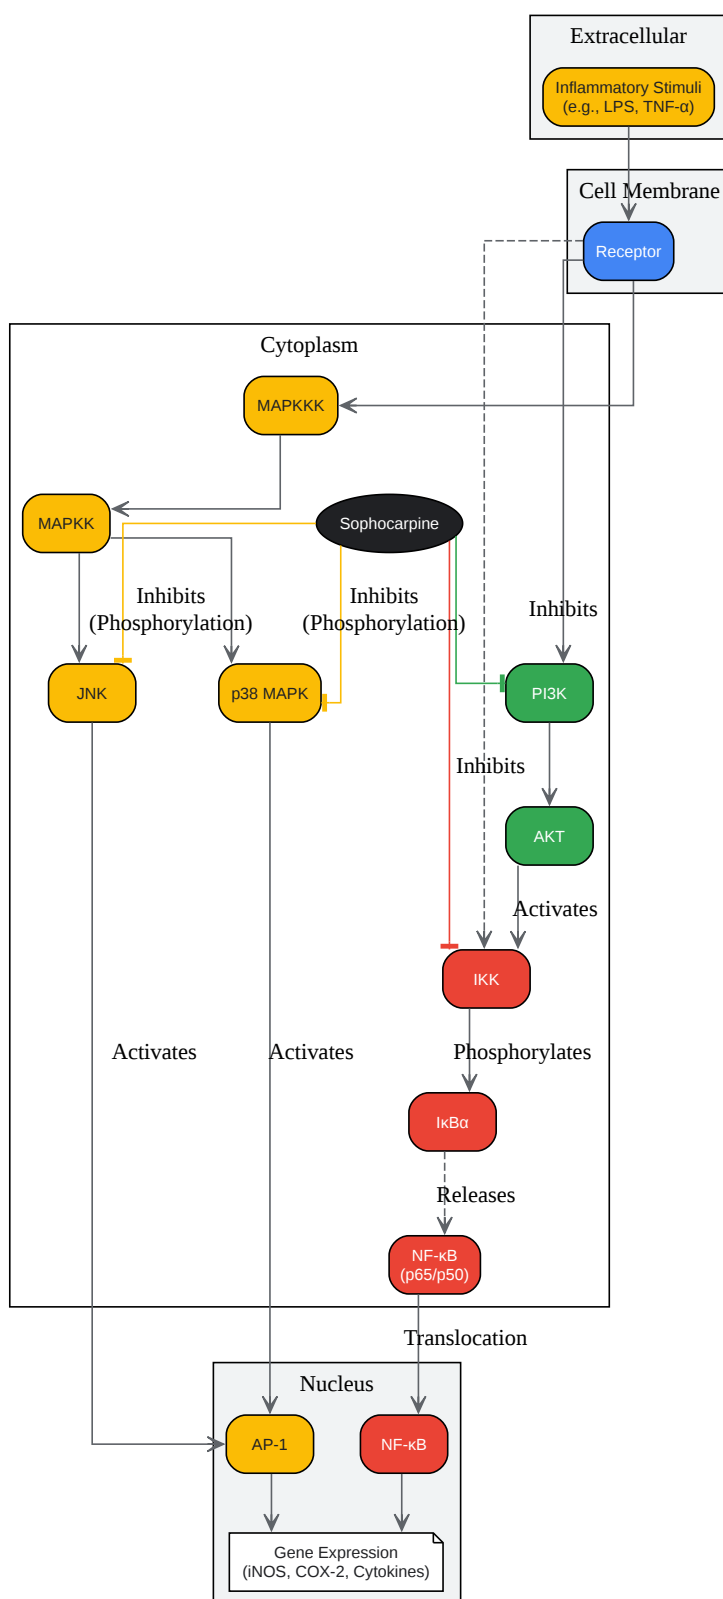 Extracellular
Inflammatory Stimuli
(e.g., LPS, TNF-α)
Cell Membrane
Receptor
Cytoplasm
MAPKKK
MAPKK
Sophocarpine
Inhibits
(Phosphorylation)
Inhibits
(Phosphorylation)
Inhibits
JNK
p38 MAPK
PI3K
Inhibits
AKT
Activates
IKK
Activates
Activates
Phosphorylates
IκBα
Releases
NF-κB
(p65/p50)
Translocation
Nucleus
AP-1
NF-κB
Gene Expression
(iNOS, COX-2, Cytokines)